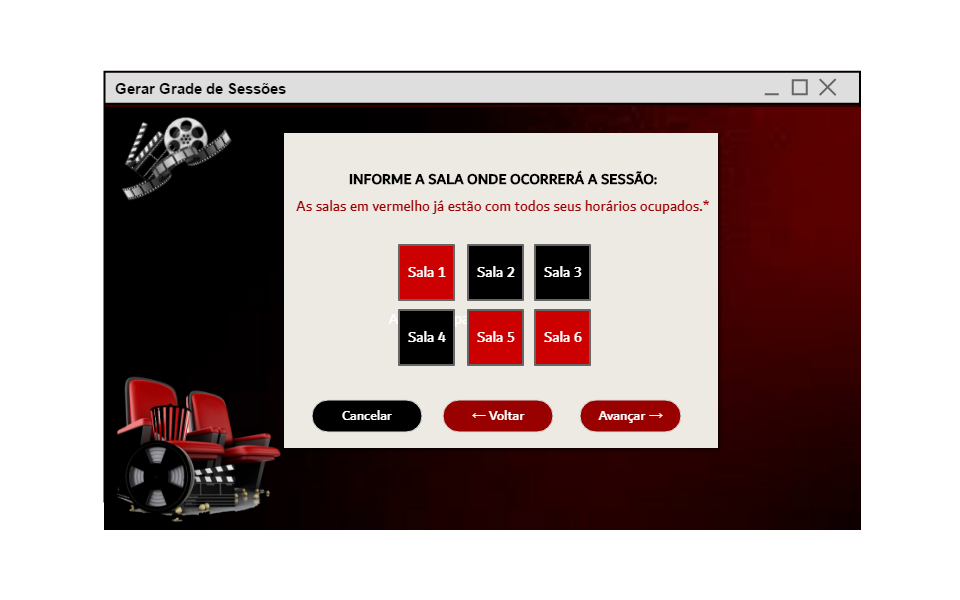 Gerar Grade de Sessões
INFORME A SALA ONDE OCORRERÁ A SESSÃO:
As salas em vermelho já estão com todos seus horários ocupados.*
Sala 1 Sala 2 Sala 3
Sala 4 Sala 5 Sala 6
Cancelar ← Voltar Avançar →